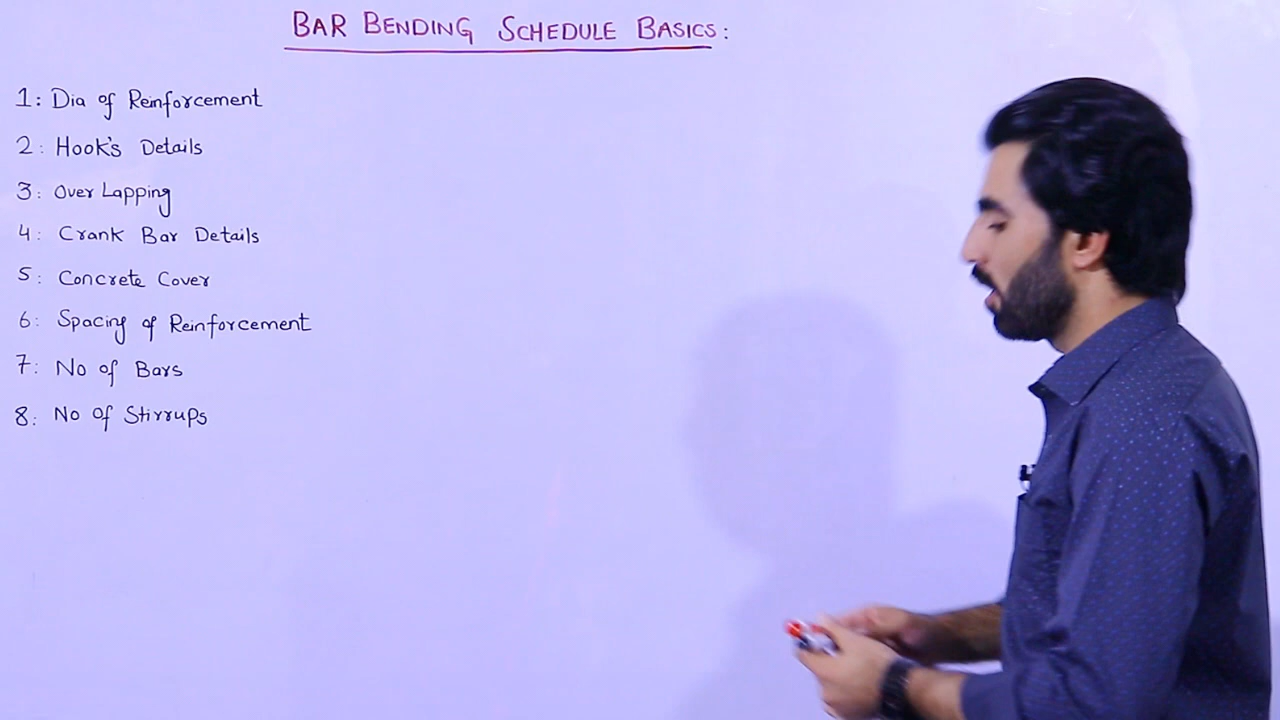 BAR BENDING SCHEDULE BASICS:
1: Dia of Reinforcement
2: Hook's Details
3: Over Lapping
4: Crank Bar Details
5: Concrete Cover
6: Spacing of Reinforcement
7: No of Bars
8: No of Stirrups